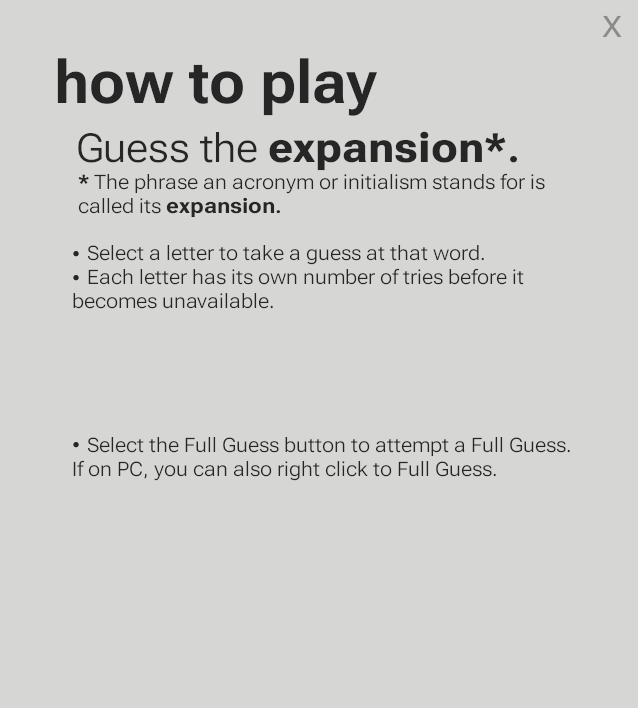 X
how to play
Guess the expansion*.
* The phrase an acronym or initialism stands for is
called its expansion.
• Select a letter to take a guess at that word.
• Each letter has its own number of tries before it
becomes unavailable.
• Select the Full Guess button to attempt a Full Guess.
If on PC, you can also right click to Full Guess.